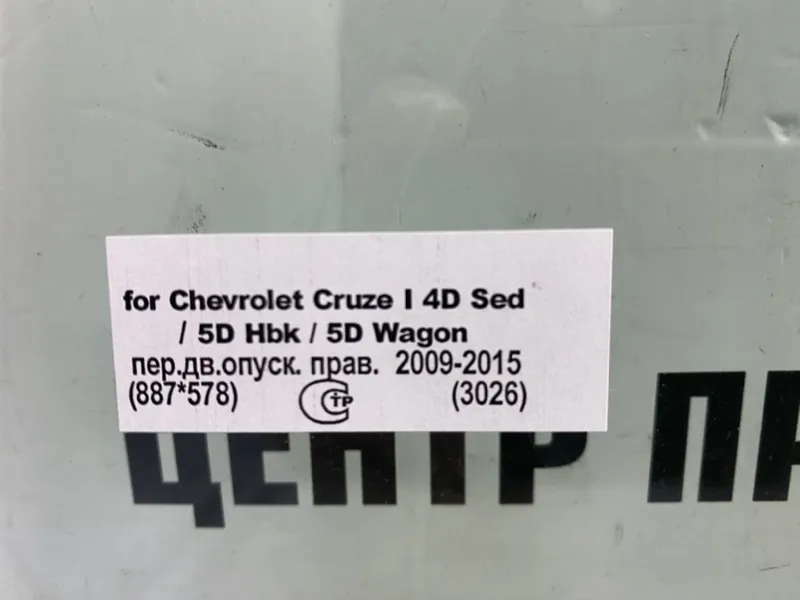 for Chevrolet Cruze I 4D Sed
/ 5D Hbk / 5D Wagon
пер.дв.опуск. прав. 2009-2015
(887*578) СТР (3026)
ЦЕНТР